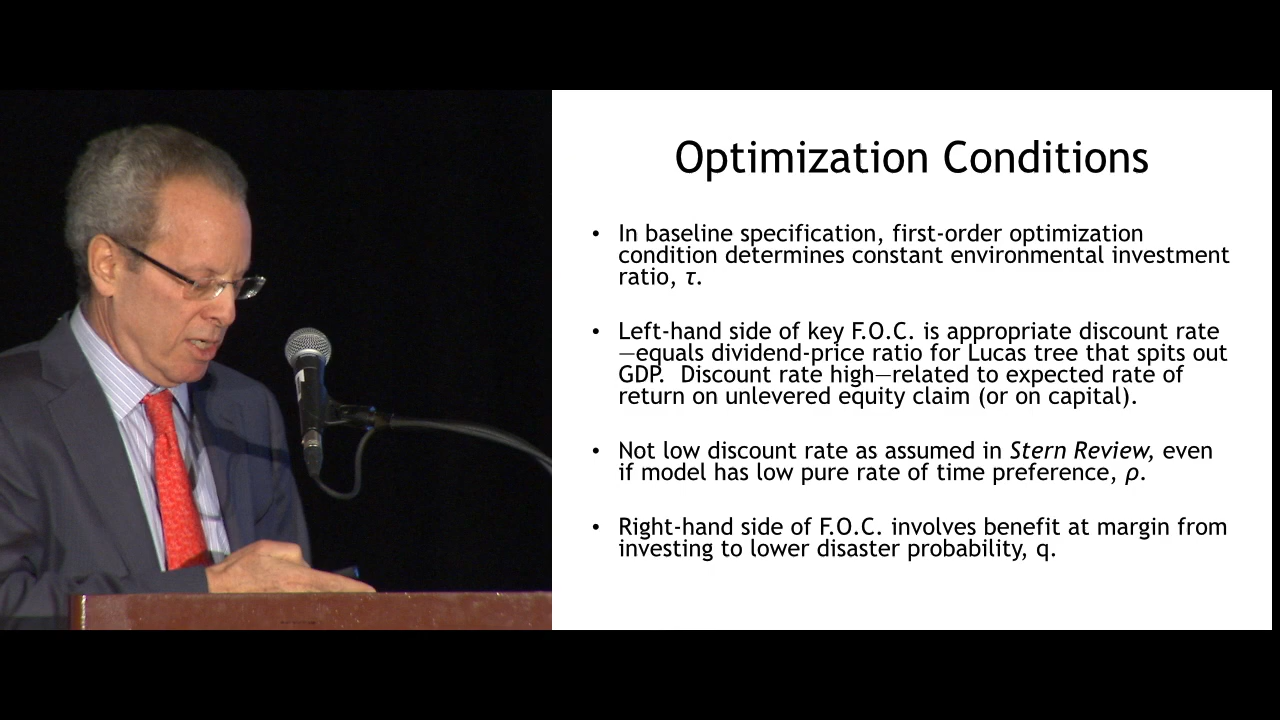 Optimization Conditions
• In baseline specification, first-order optimization
condition determines constant environmental investment
ratio, τ.
• Left-hand side of key F.O.C. is appropriate discount rate
—equals dividend-price ratio for Lucas tree that spits out
GDP.  Discount rate high—related to expected rate of
return on unlevered equity claim (or on capital).
• Not low discount rate as assumed in Stern Review, even
if model has low pure rate of time preference, ρ.
• Right-hand side of F.O.C. involves benefit at margin from
investing to lower disaster probability, q.